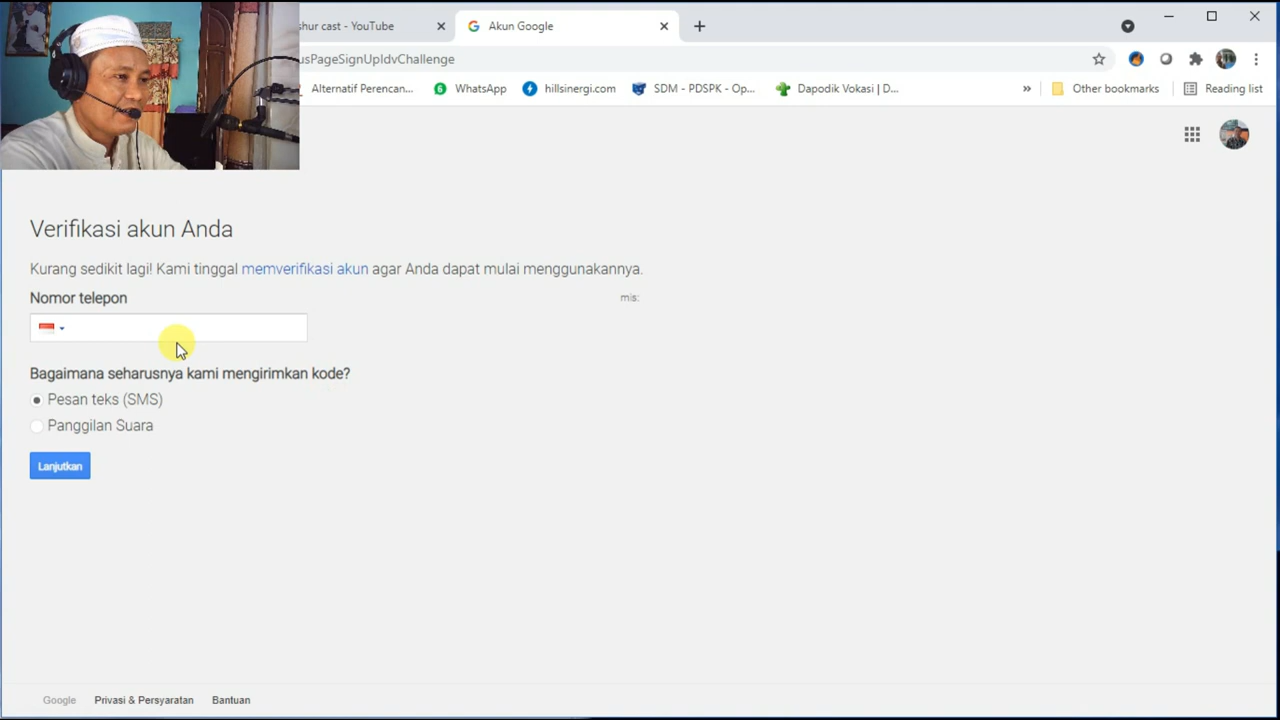 shur cast - YouTube
Akun Google
usPageSignUpIdvChallenge
Alternatif Perencan...
WhatsApp
hillsinergi.com
SDM - PDSPK - Op...
Dapodik Vokasi | D...
»
Other bookmarks
Reading list
Verifikasi akun Anda
Kurang sedikit lagi! Kami tinggal memverifikasi akun agar Anda dapat mulai menggunakannya.
Nomor telepon
mis:
Bagaimana seharusnya kami mengirimkan kode?
Pesan teks (SMS)
Panggilan Suara
Lanjutkan
Google Privasi & Persyaratan Bantuan